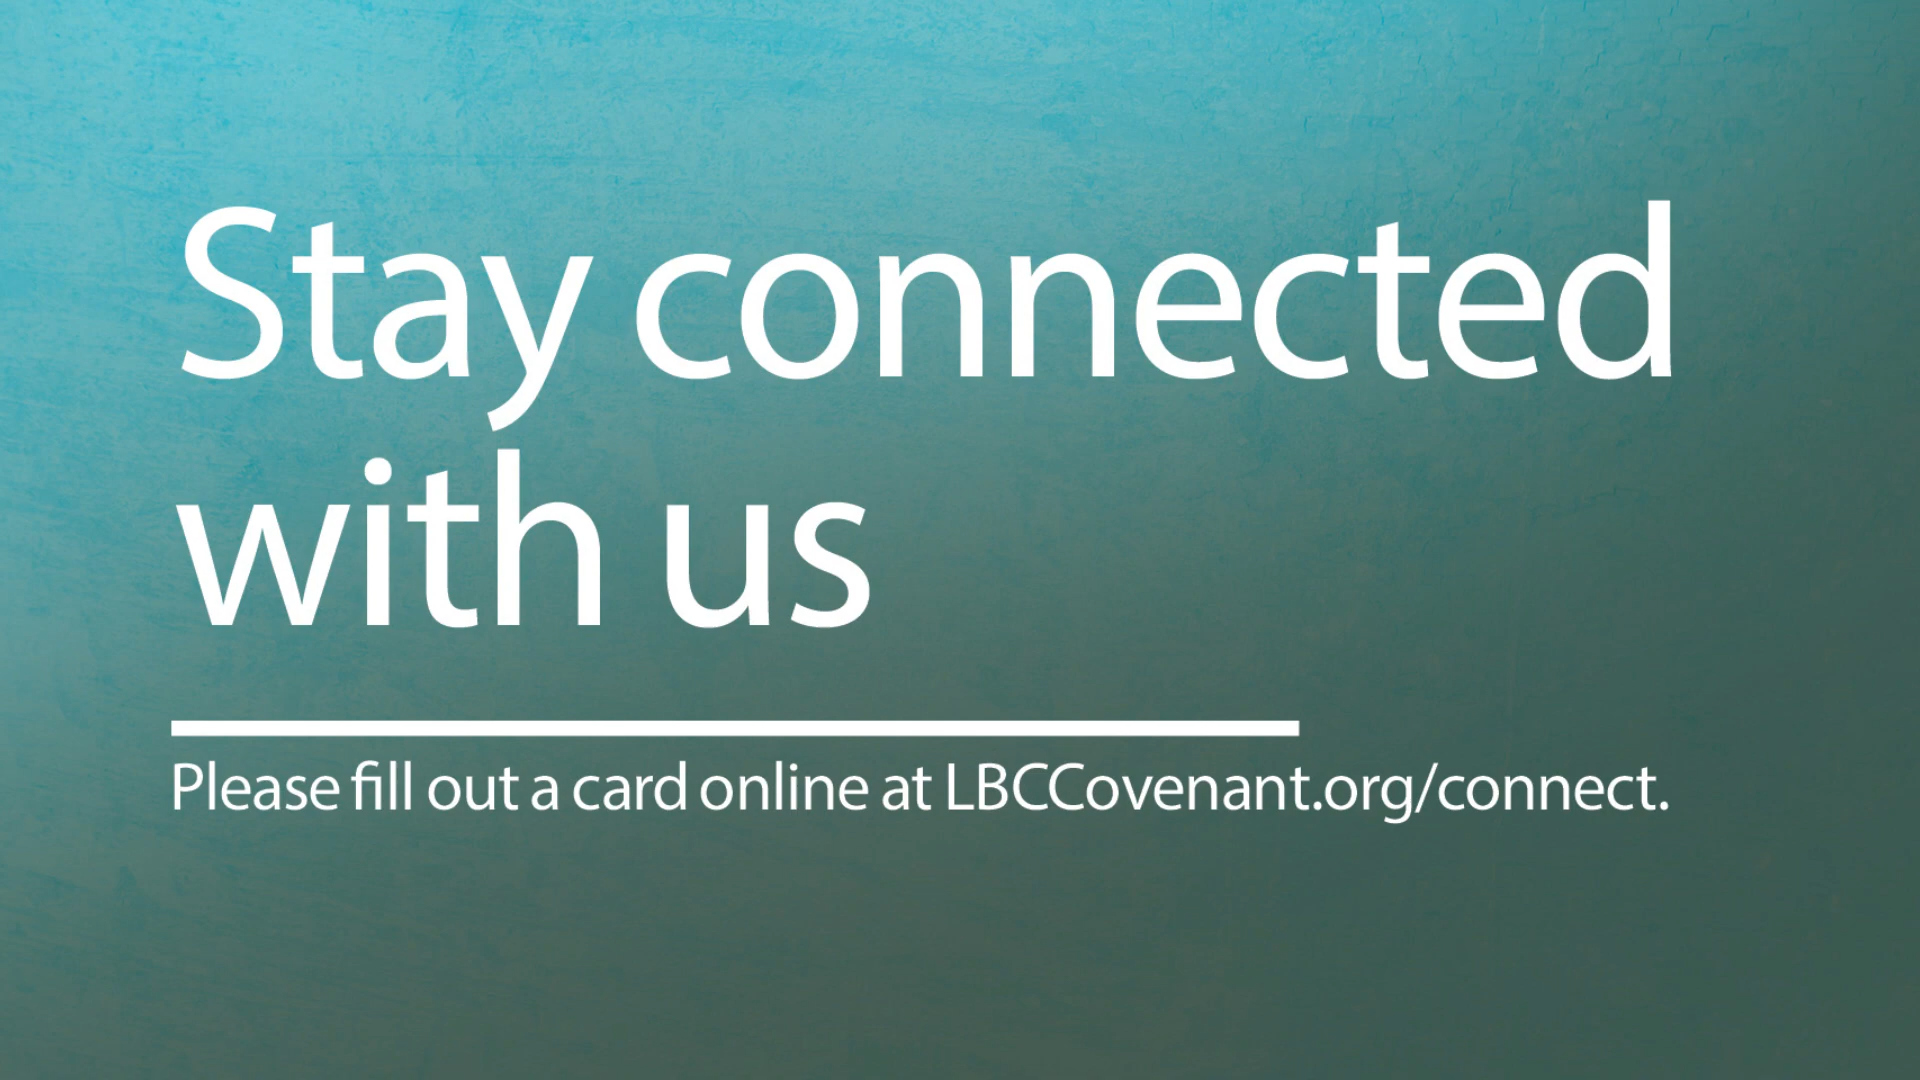 Stay connected
with us
Please fill out a card online at LBCCovenant.org/connect.